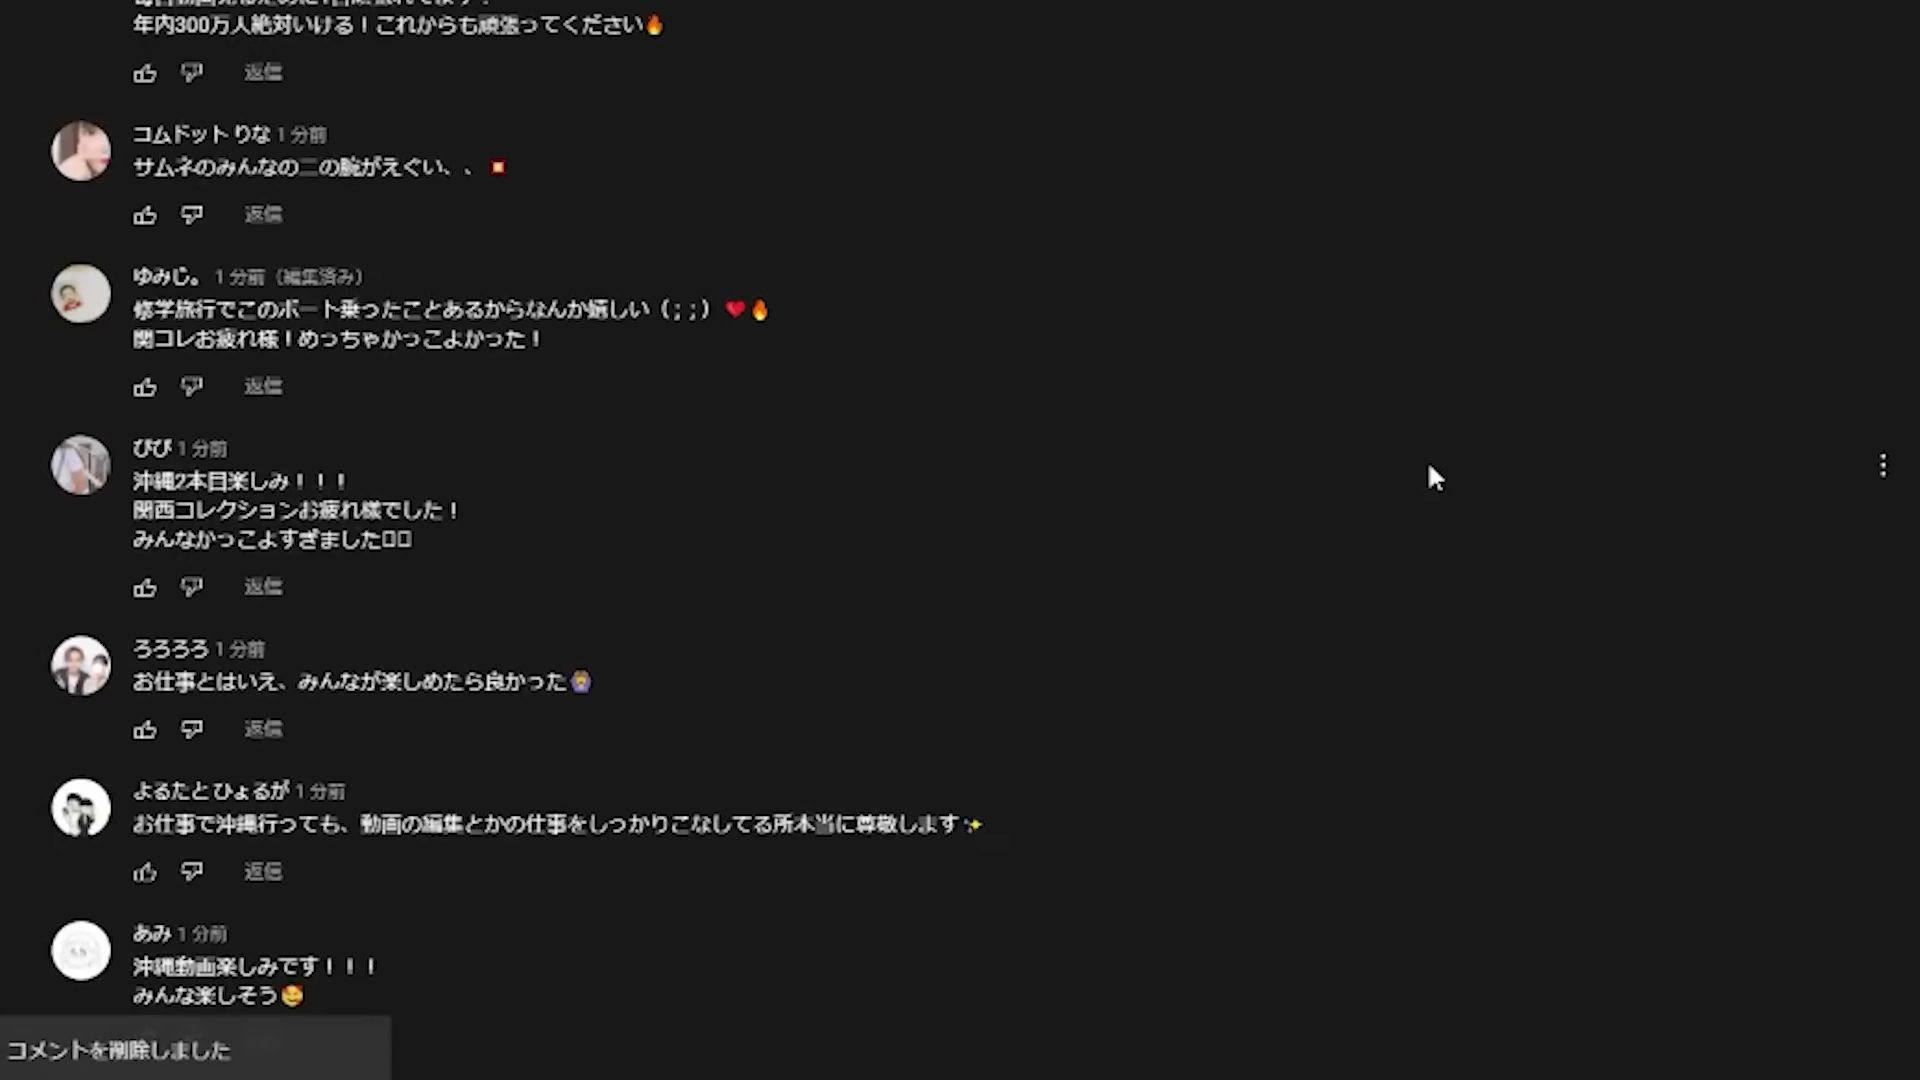 年内300万人絶対いける！これからも頑張ってください🔥
返信
コムドット りな 1 分前
サムネのみんなの二の腕がえぐい、、💥
返信
ゆみじ。 1 分前（編集済み）
修学旅行でこのボート乗ったことあるからなんか嬉しい（ ; ; ）❤️🔥
関コレお疲れ様！めっちゃかっこよかった！
返信
びび 1 分前
沖縄2本目楽しみ！！！
関西コレクションお疲れ様でした！
みんなかっこよすぎました
返信
ろろろろ 1 分前
お仕事とはいえ、みんなが楽しめたら良かった
返信
よるたと ひょるが 1 分前
お仕事で沖縄行っても、動画の編集とかの仕事をしっかりこなしてる所本当に尊敬します✨
返信
あみ 1 分前
沖縄動画楽しみです！！！
みんな楽しそう🥰
コメントを削除しました